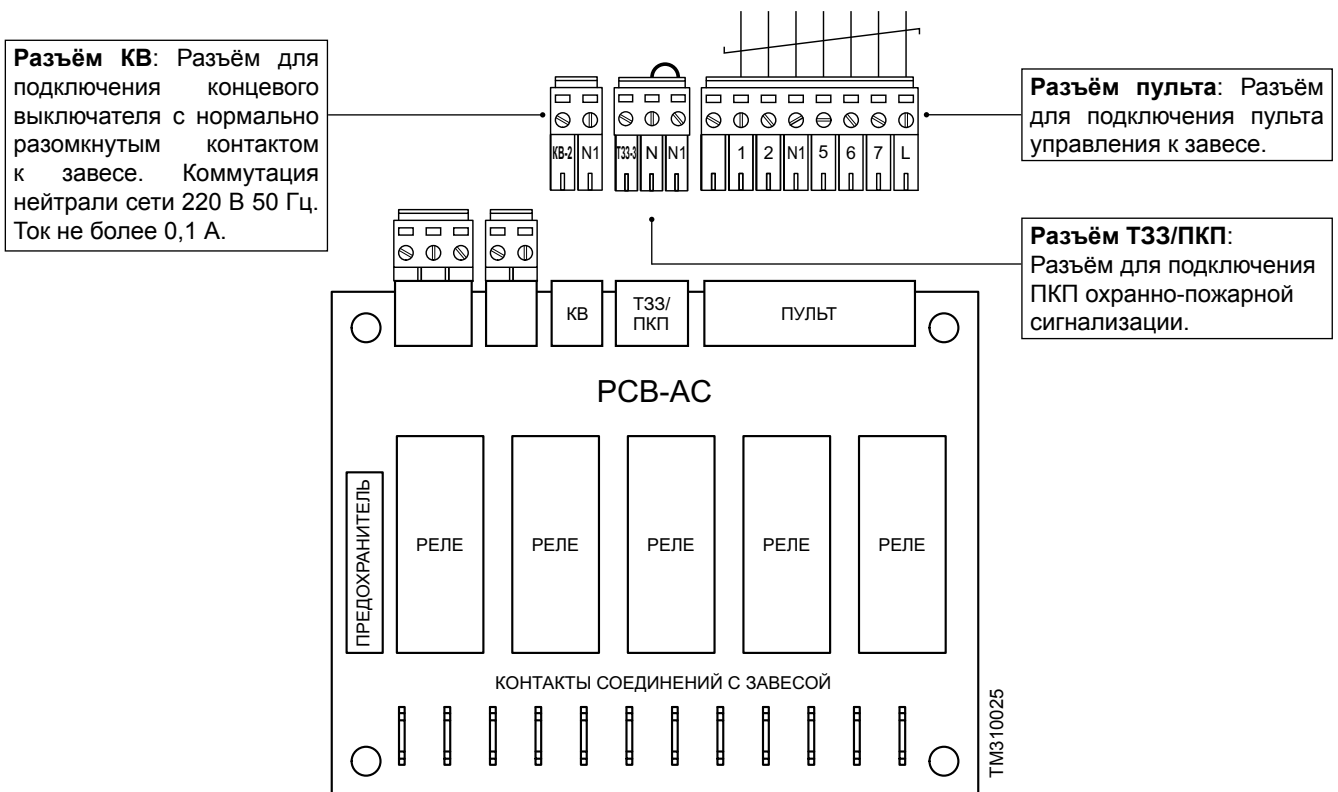 Разъём КВ: Разъём для
подключения концевого
выключателя с нормально
разомкнутым контактом
к завесе. Коммутация
нейтрали сети 220 В 50 Гц.
Ток не более 0,1 А.
КВ-2 N1
ТЗЗ-3 N N1
1 2 N1 5 6 7 L
Разъём пульта: Разъём
для подключения пульта
управления к завесе.
Разъём ТЗЗ/ПКП:
Разъём для подключения
ПКП охранно-пожарной
сигнализации.
КВ
ТЗЗ/
ПКП
ПУЛЬТ
PCB-AC
ПРЕДОХРАНИТЕЛЬ
РЕЛЕ РЕЛЕ РЕЛЕ РЕЛЕ РЕЛЕ
КОНТАКТЫ СОЕДИНЕНИЙ С ЗАВЕСОЙ
TM310025